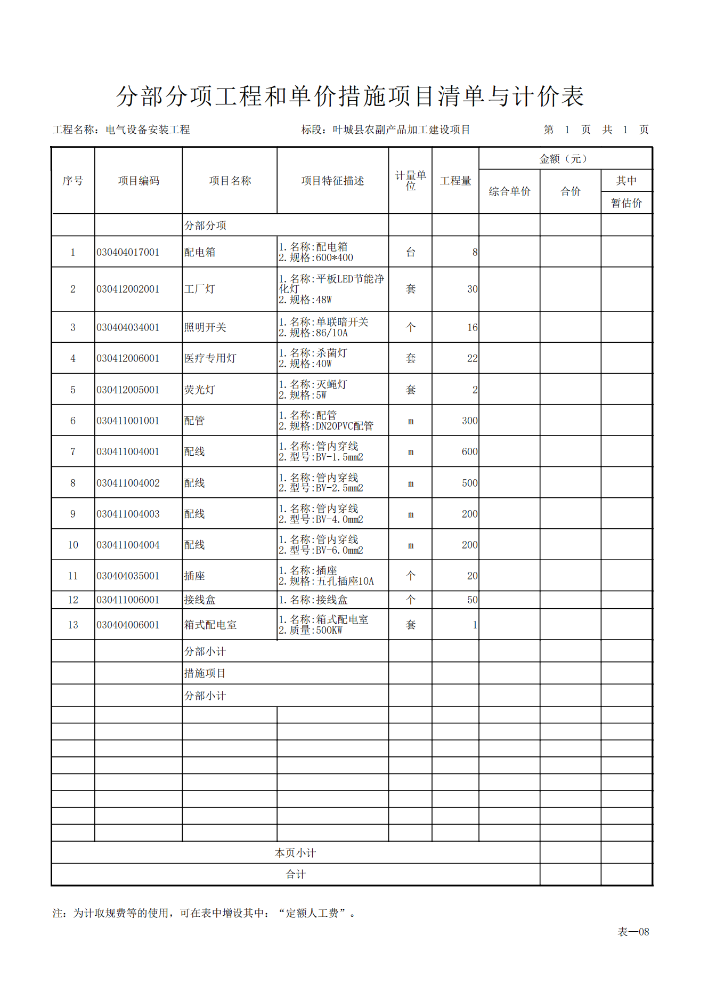 分部分项工程和单价措施项目清单与计价表
工程名称：电气设备安装工程 标段：叶城县农副产品加工建设项目 第 1 页 共 1 页
序号 项目编码 项目名称 项目特征描述 计量单
位 工程量 金额（元）
综合单价 合价 其中
暂估价
分部分项
1 030404017001 配电箱 1.名称:配电箱
2.规格:600*400 台 8
2 030412002001 工厂灯 1.名称:平板LED节能净
化灯
2.规格:48W 套 30
3 030404034001 照明开关 1.名称:单联暗开关
2.规格:86/10A 个 16
4 030412006001 医疗专用灯 1.名称:杀菌灯
2.规格:40W 套 22
5 030412005001 荧光灯 1.名称:灭蝇灯
2.规格:5W 套 2
6 030411001001 配管 1.名称:配管
2.规格:DN20PVC配管 m 300
7 030411004001 配线 1.名称:管内穿线
2.型号:BV-1.5mm2 m 600
8 030411004002 配线 1.名称:管内穿线
2.型号:BV-2.5mm2 m 500
9 030411004003 配线 1.名称:管内穿线
2.型号:BV-4.0mm2 m 200
10 030411004004 配线 1.名称:管内穿线
2.型号:BV-6.0mm2 m 200
11 030404035001 插座 1.名称:插座
2.规格:五孔插座10A 个 20
12 030411006001 接线盒 1.名称:接线盒 个 50
13 030404006001 箱式配电室 1.名称:箱式配电室
2.质量:500KW 套 1
分部小计
措施项目
分部小计
本页小计
合计
注：为计取规费等的使用，可在表中增设其中：“定额人工费”。
表—08